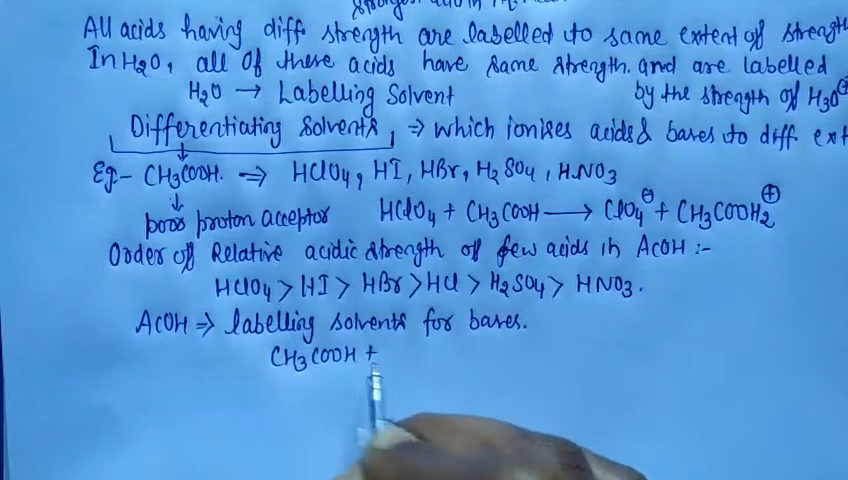 strongest acid in
All acids having diff. strength are labelled to same extent of strength
In H₂O, all of these acids have same strength. and are labelled
H₂O → Labelling Solvent by the strength of H₃O⊕
Differentiating solvents ⇒ which ionises acids & bases to diff. ext
Eg- CH₃COOH. ⇒ HClO₄, HI, HBr, H₂SO₄, HNO₃
↓ poor proton acceptor HClO₄ + CH₃COOH → ClO₄⊖ + CH₃COOH₂⊕
Order of Relative acidic strength of few acids in AcOH :-
HClO₄ > HI > HBr > HCl > H₂SO₄ > HNO₃.
AcOH ⇒ labelling solvents for bases.
CH₃COOH +